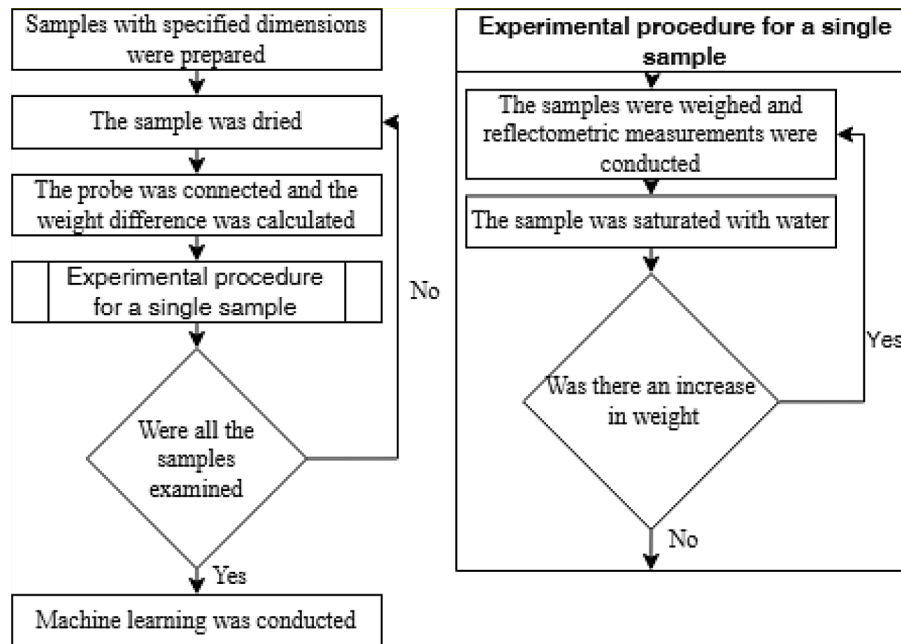 Samples with specified dimensions
were prepared
The sample was dried
The probe was connected and the
weight difference was calculated
Experimental procedure
for a single sample
No
Were all the
samples
examined
Yes
Machine learning was conducted
Experimental procedure for a single
sample
The samples were weighed and
reflectometric measurements were
conducted
The sample was saturated with water
Yes
Was there an increase
in weight
No